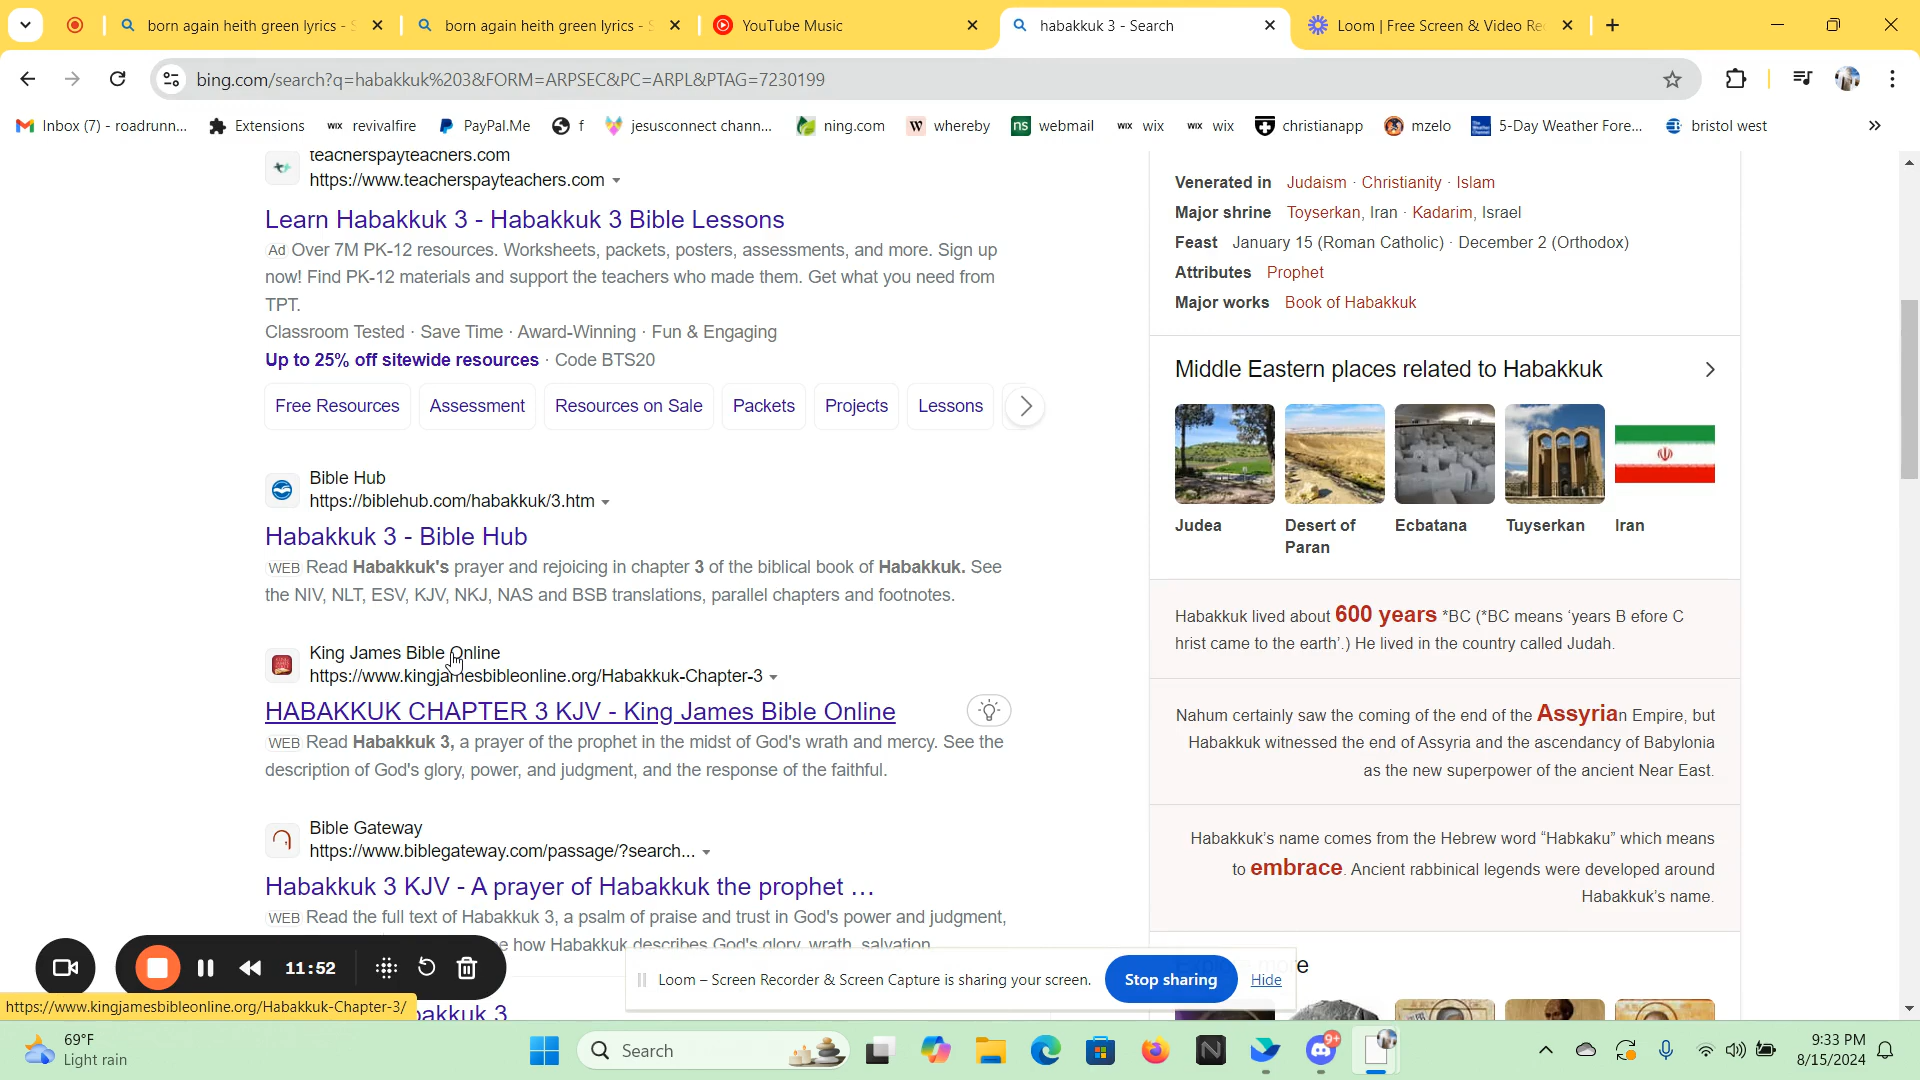 born again heith green lyrics - S
born again heith green lyrics - S
YouTube Music
habakkuk 3 - Search
Loom | Free Screen & Video Re
bing.com/search?q=habakkuk%203&FORM=ARPSEC&PC=ARPL&PTAG=7230199
Inbox (7) - roadrunn...
Extensions
WIX revivalfire
PayPal.Me
f
jesusconnect chann...
ning.com
W whereby
ns webmail
WIX wix
WIX wix
christianapp
mzelo
5-Day Weather Fore...
bristol west
teacherspayteachers.com
https://www.teacherspayteachers.com
Learn Habakkuk 3 - Habakkuk 3 Bible Lessons
Ad Over 7M PK-12 resources. Worksheets, packets, posters, assessments, and more. Sign up
now! Find PK-12 materials and support the teachers who made them. Get what you need from
TPT.
Classroom Tested · Save Time · Award-Winning · Fun & Engaging
Up to 25% off sitewide resources · Code BTS20
Free Resources
Assessment
Resources on Sale
Packets
Projects
Lessons
Bible Hub
https://biblehub.com/habakkuk/3.htm
Habakkuk 3 - Bible Hub
WEB Read Habakkuk's prayer and rejoicing in chapter 3 of the biblical book of Habakkuk. See
the NIV, NLT, ESV, KJV, NKJ, NAS and BSB translations, parallel chapters and footnotes.
King James Bible Online
https://www.kingjamesbibleonline.org/Habakkuk-Chapter-3
HABAKKUK CHAPTER 3 KJV - King James Bible Online
WEB Read Habakkuk 3, a prayer of the prophet in the midst of God's wrath and mercy. See the
description of God's glory, power, and judgment, and the response of the faithful.
Bible Gateway
https://www.biblegateway.com/passage/?search...
Habakkuk 3 KJV - A prayer of Habakkuk the prophet ...
WEB Read the full text of Habakkuk 3, a psalm of praise and trust in God's power and judgment,
how Habakkuk describes God's glory, wrath, salvation
Venerated in Judaism · Christianity · Islam
Major shrine Toyserkan, Iran · Kadarim, Israel
Feast January 15 (Roman Catholic) · December 2 (Orthodox)
Attributes Prophet
Major works Book of Habakkuk
Middle Eastern places related to Habakkuk
Judea
Desert of
Paran
Ecbatana
Tuyserkan
Iran
Habakkuk lived about 600 years *BC (*BC means 'years B efore C
hrist came to the earth'.) He lived in the country called Judah.
Nahum certainly saw the coming of the end of the Assyrian Empire, but
Habakkuk witnessed the end of Assyria and the ascendancy of Babylonia
as the new superpower of the ancient Near East.
Habakkuk's name comes from the Hebrew word “Habkaku” which means
to embrace. Ancient rabbinical legends were developed around
Habakkuk's name.
11:52
Loom – Screen Recorder & Screen Capture is sharing your screen.
Stop sharing
Hide
https://www.kingjamesbibleonline.org/Habakkuk-Chapter-3/
69°F
Light rain
Search
9+
9:33 PM
8/15/2024